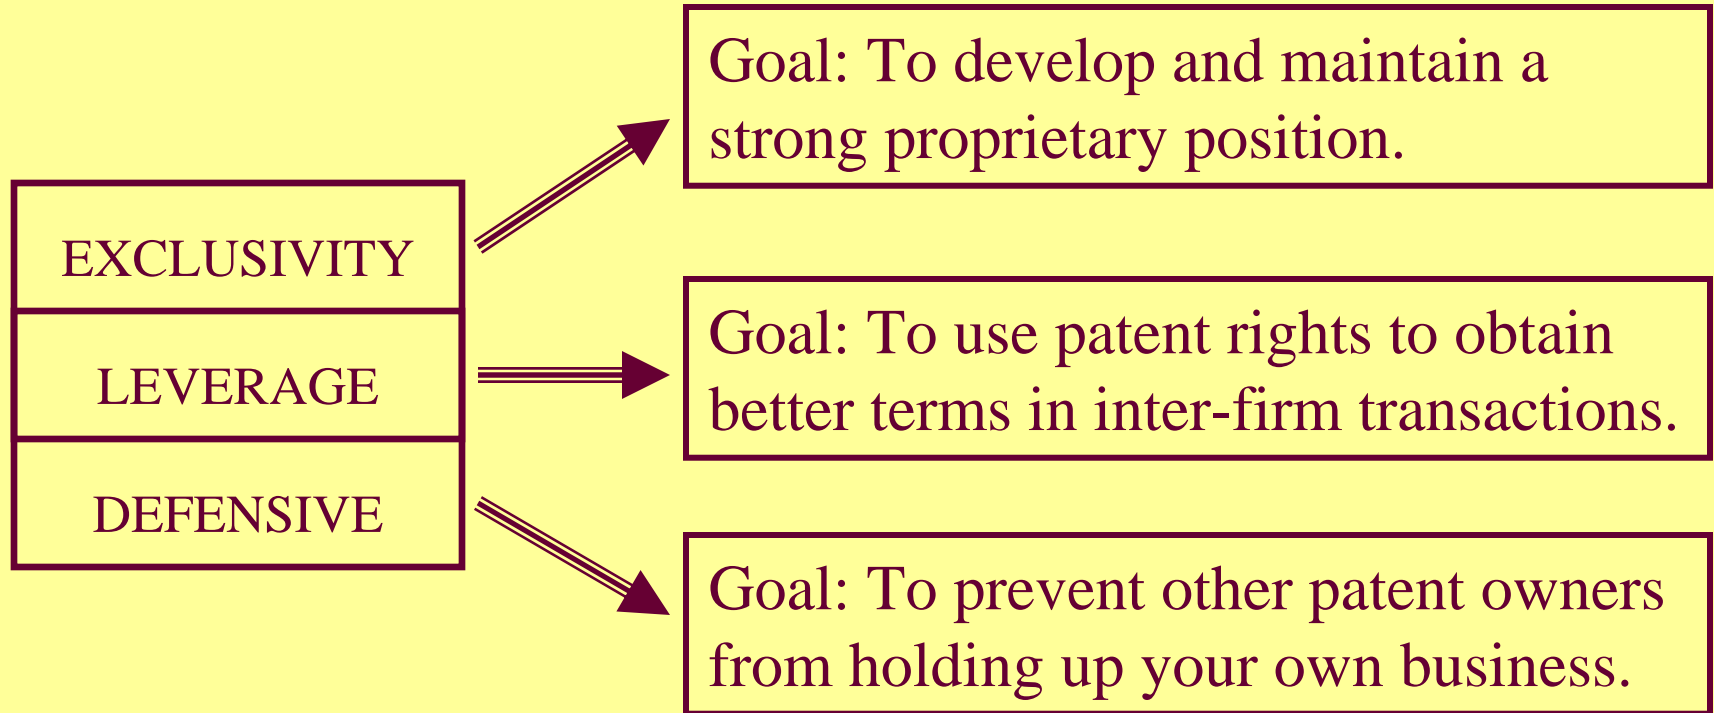 EXCLUSIVITY
Goal: To develop and maintain a
strong proprietary position.
LEVERAGE
Goal: To use patent rights to obtain
better terms in inter-firm transactions.
DEFENSIVE
Goal: To prevent other patent owners
from holding up your own business.